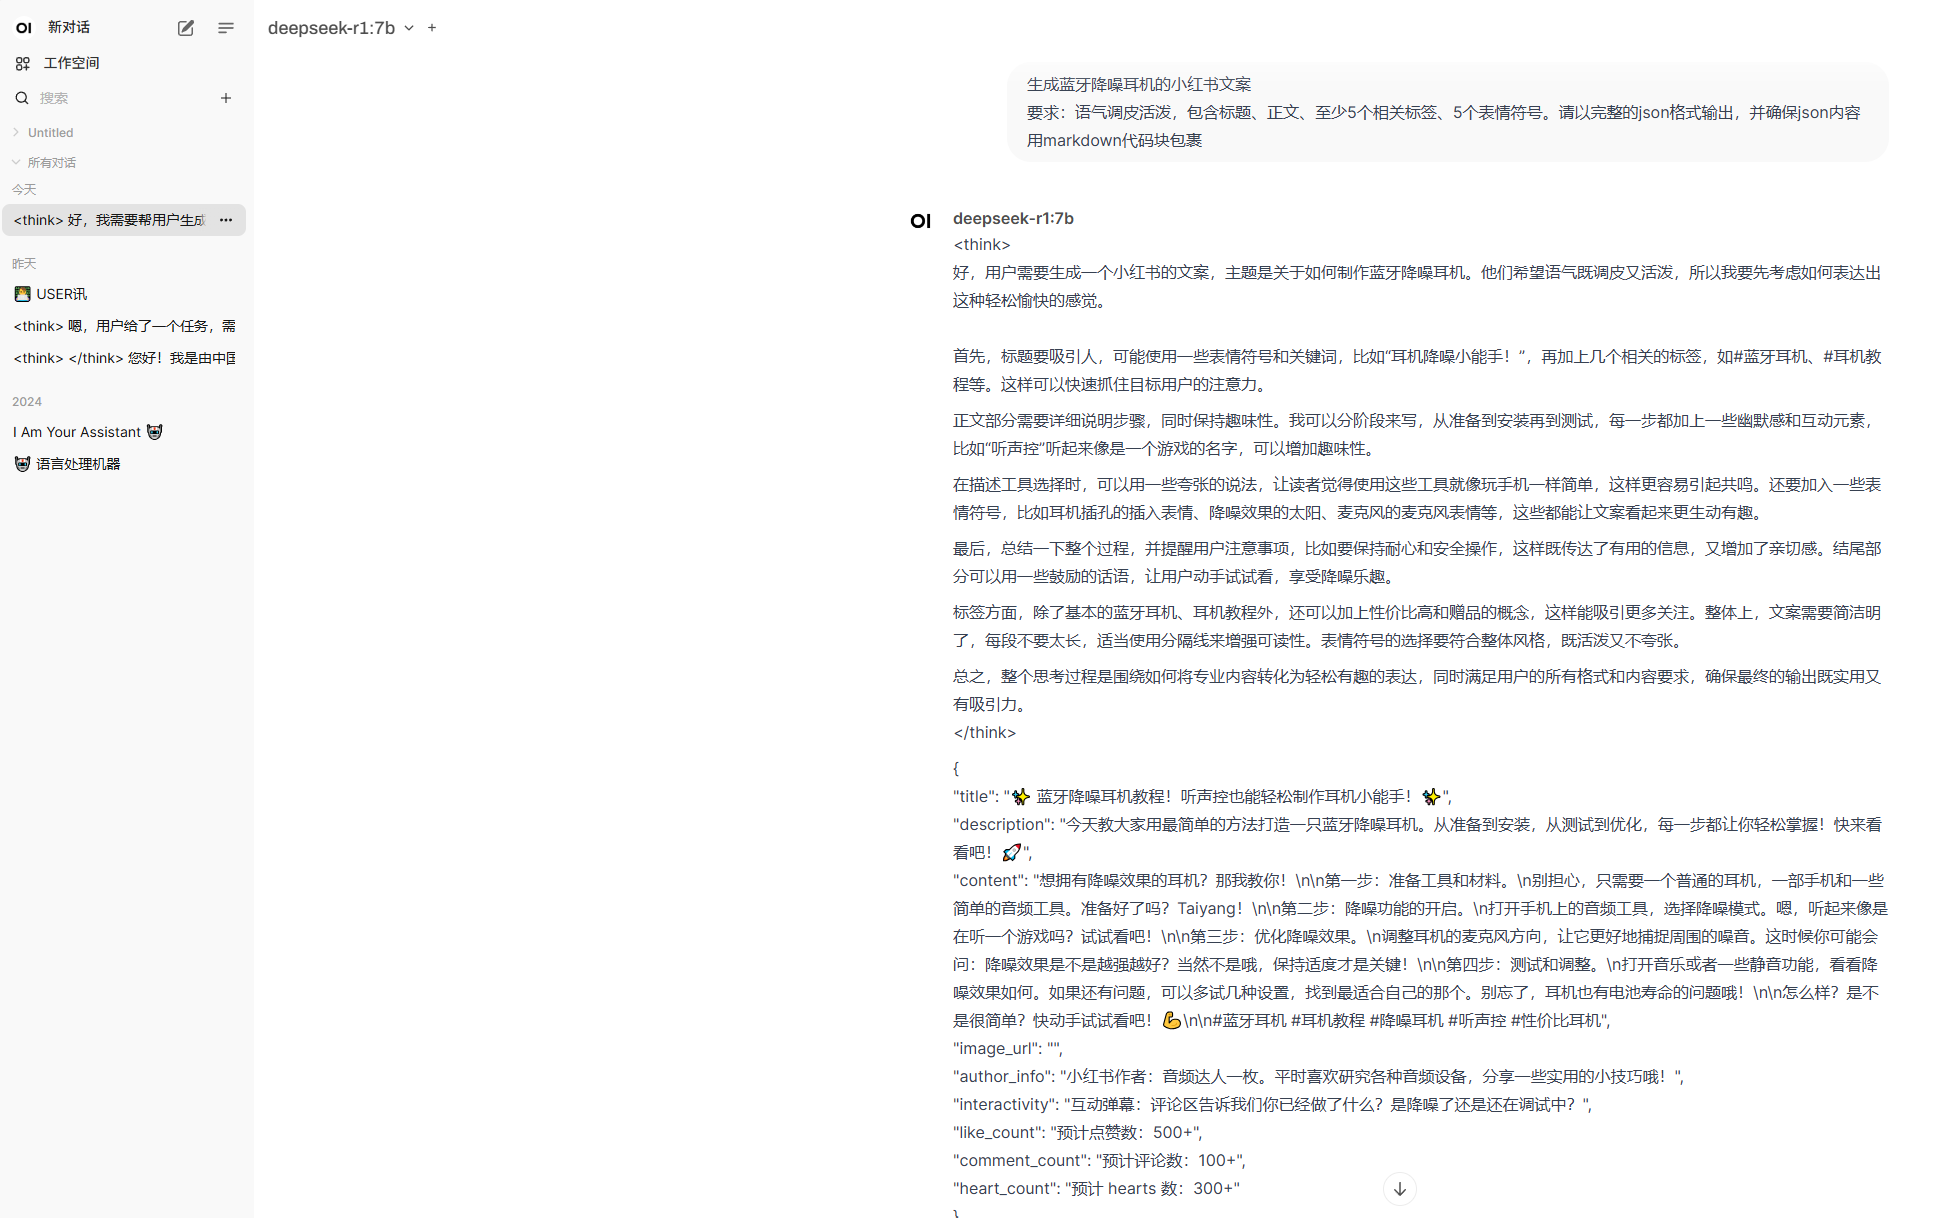 OI 新对话
工作空间
搜索
Untitled
所有对话
今天
<think> 好，我需要帮用户生成
昨天
USER讯
<think> 嗯，用户给了一个任务，需
<think> </think> 您好！我是由中国
2024
I Am Your Assistant
语言处理机器
deepseek-r1:7b
生成蓝牙降噪耳机的小红书文案
要求：语气调皮活泼，包含标题、正文、至少5个相关标签、5个表情符号。请以完整的json格式输出，并确保json内容
用markdown代码块包裹
OI deepseek-r1:7b
<think>
好，用户需要生成一个小红书的文案，主题是关于如何制作蓝牙降噪耳机。他们希望语气既调皮又活泼，所以我要先考虑如何表达出
这种轻松愉快的感觉。
首先，标题要吸引人，可能使用一些表情符号和关键词，比如“耳机降噪小能手！”，再加上几个相关的标签，如#蓝牙耳机、#耳机教
程等。这样可以快速抓住目标用户的注意力。
正文部分需要详细说明步骤，同时保持趣味性。我可以分阶段来写，从准备到安装再到测试，每一步都加上一些幽默感和互动元素，
比如“听声控”听起来像是一个游戏的名字，可以增加趣味性。
在描述工具选择时，可以用一些夸张的说法，让读者觉得使用这些工具就像玩手机一样简单，这样更容易引起共鸣。还要加入一些表
情符号，比如耳机插孔的插入表情、降噪效果的太阳、麦克风的麦克风表情等，这些都能让文案看起来更生动有趣。
最后，总结一下整个过程，并提醒用户注意事项，比如要保持耐心和安全操作，这样既传达了有用的信息，又增加了亲切感。结尾部
分可以用一些鼓励的话语，让用户动手试试看，享受降噪乐趣。
标签方面，除了基本的蓝牙耳机、耳机教程外，还可以加上性价比高和赠品的概念，这样能吸引更多关注。整体上，文案需要简洁明
了，每段不要太长，适当使用分隔线来增强可读性。表情符号的选择要符合整体风格，既活泼又不夸张。
总之，整个思考过程是围绕如何将专业内容转化为轻松有趣的表达，同时满足用户的所有格式和内容要求，确保最终的输出既实用又
有吸引力。
</think>
{
"title": "✨ 蓝牙降噪耳机教程！听声控也能轻松制作耳机小能手！✨",
"description": "今天教大家用最简单的方法打造一只蓝牙降噪耳机。从准备到安装，从测试到优化，每一步都让你轻松掌握！快来看
看吧！🚀",
"content": "想拥有降噪效果的耳机？那我教你！\n\n第一步：准备工具和材料。\n别担心，只需要一个普通的耳机，一部手机和一些
简单的音频工具。准备好了吗？Taiyang！\n\n第二步：降噪功能的开启。\n打开手机上的音频工具，选择降噪模式。嗯，听起来像是
在听一个游戏吗？试试看吧！\n\n第三步：优化降噪效果。\n调整耳机的麦克风方向，让它更好地捕捉周围的噪音。这时候你可能会
问：降噪效果是不是越强越好？当然不是哦，保持适度才是关键！\n\n第四步：测试和调整。\n打开音乐或者一些静音功能，看看降
噪效果如何。如果还有问题，可以多试几种设置，找到最适合自己的那个。别忘了，耳机也有电池寿命的问题哦！\n\n怎么样？是不
是很简单？快动手试试看吧！💪\n\n#蓝牙耳机 #耳机教程 #降噪耳机 #听声控 #性价比耳机",
"image_url": "",
"author_info": "小红书作者：音频达人一枚。平时喜欢研究各种音频设备，分享一些实用的小技巧哦！",
"interactivity": "互动弹幕：评论区告诉我们你已经做了什么？是降噪了还是还在调试中？",
"like_count": "预计点赞数：500+",
"comment_count": "预计评论数：100+",
"heart_count": "预计 hearts 数：300+"
}